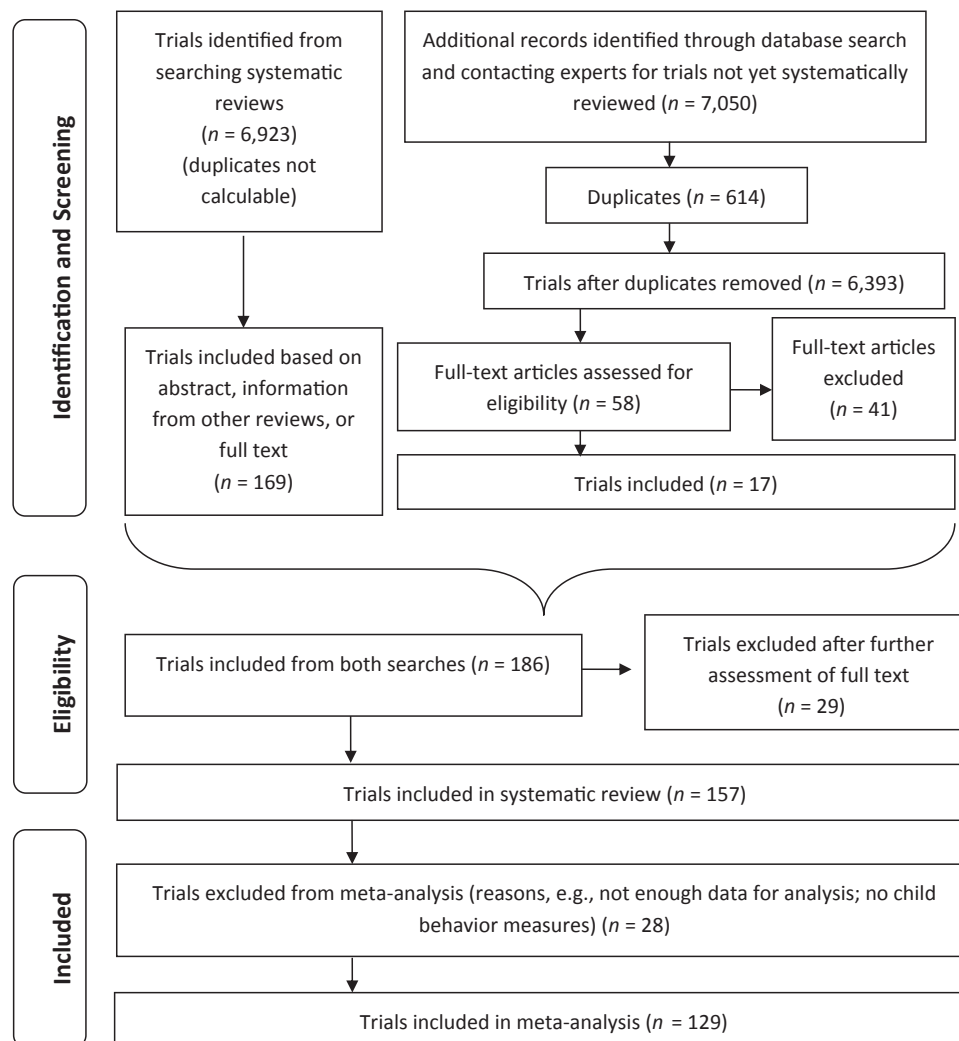 Identification and Screening
Trials identified from
searching systematic
reviews
(n = 6,923)
(duplicates not
calculable)
Trials included based on
abstract, information
from other reviews, or
full text
(n = 169)
Additional records identified through database search
and contacting experts for trials not yet systematically
reviewed (n = 7,050)
Duplicates (n = 614)
Trials after duplicates removed (n = 6,393)
Full-text articles assessed for
eligibility (n = 58)
Full-text articles
excluded
(n = 41)
Trials included (n = 17)
Eligibility
Trials included from both searches (n = 186)
Trials excluded after further
assessment of full text
(n = 29)
Trials included in systematic review (n = 157)
Included
Trials excluded from meta-analysis (reasons, e.g., not enough data for analysis; no child
behavior measures) (n = 28)
Trials included in meta-analysis (n = 129)